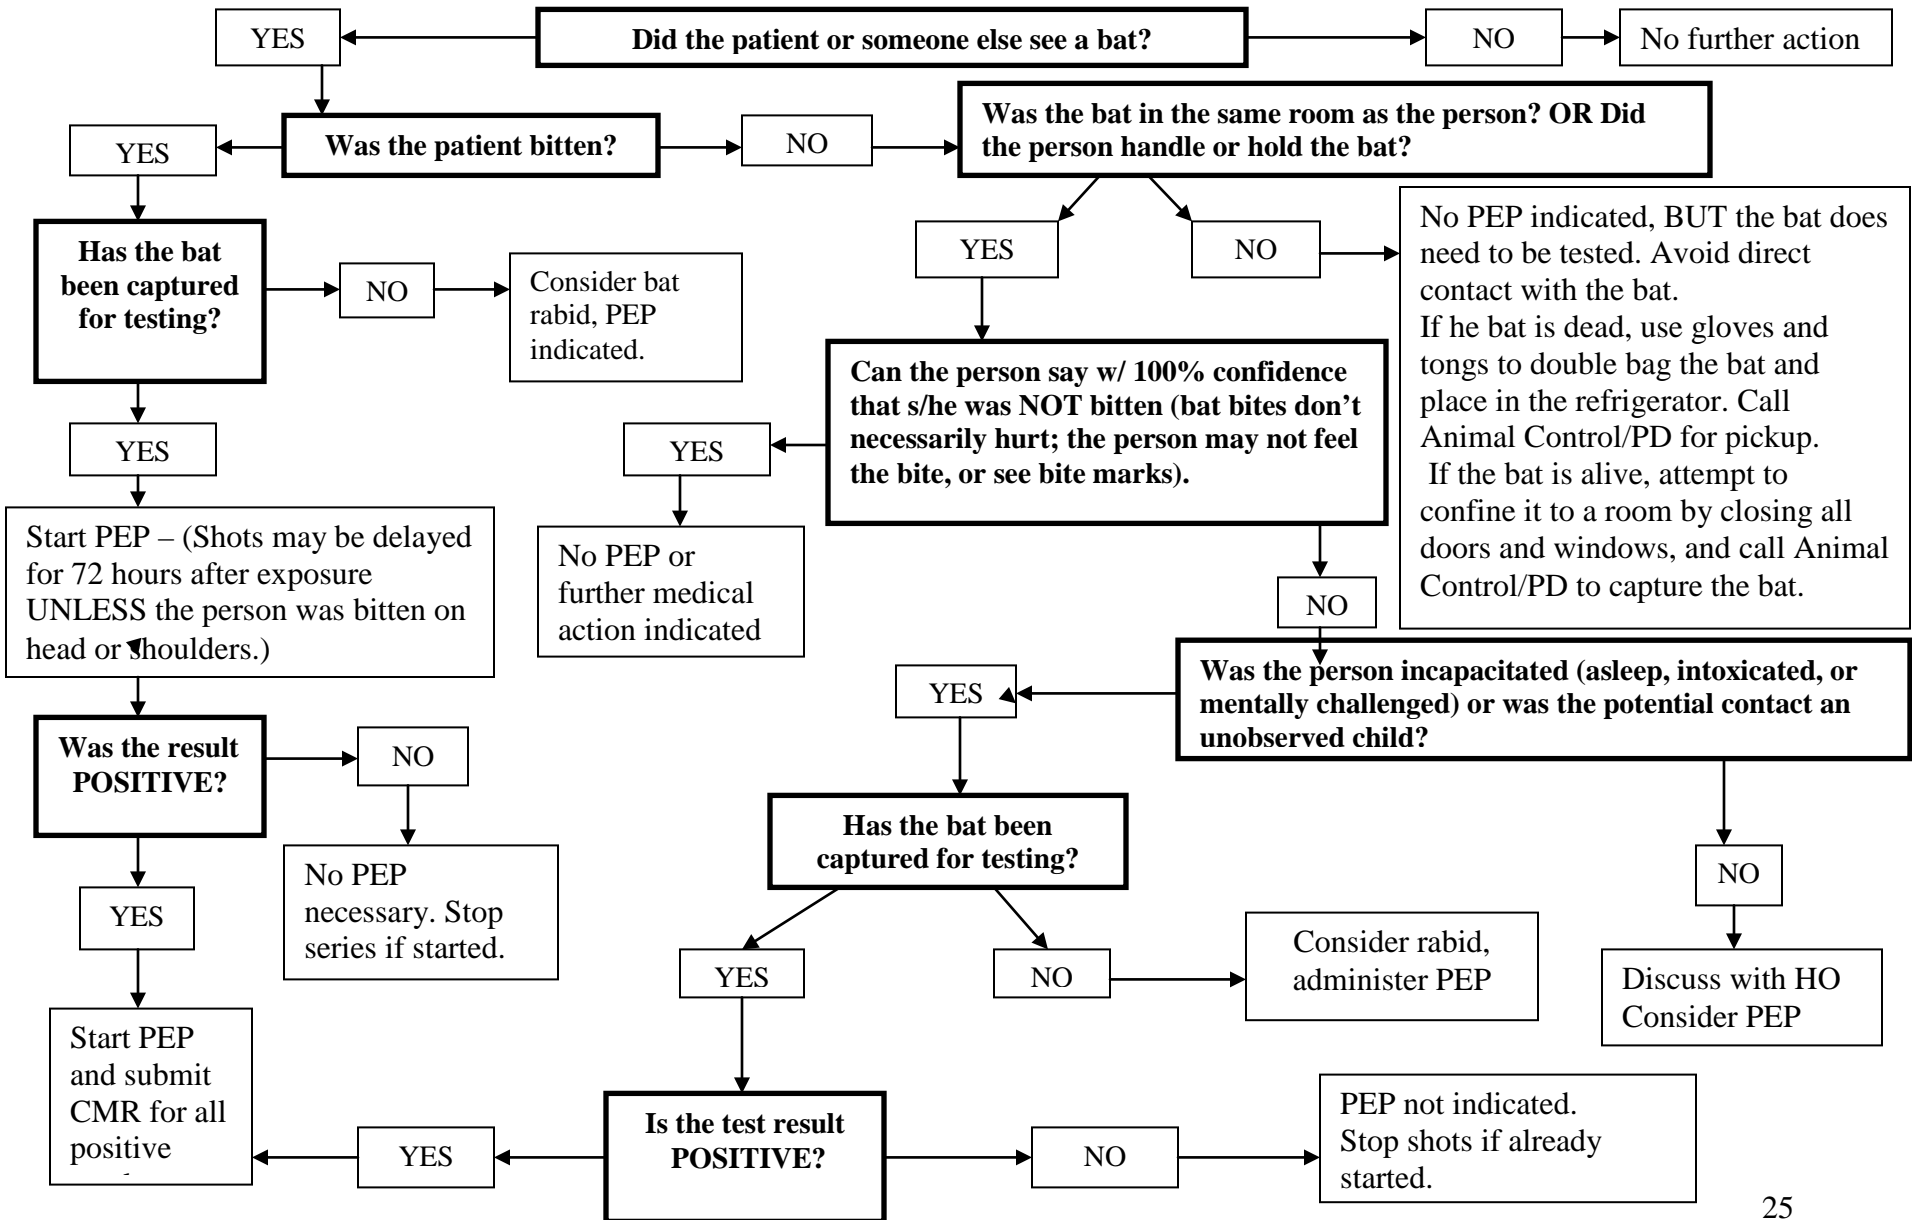 YES
Did the patient or someone else see a bat?
NO
No further action
YES
Was the patient bitten?
NO
Was the bat in the same room as the person? OR Did
the person handle or hold the bat?
Has the bat
been captured
for testing?
NO
Consider bat
rabid, PEP
indicated.
YES
NO
No PEP indicated, BUT the bat does
need to be tested. Avoid direct
contact with the bat.
If he bat is dead, use gloves and
tongs to double bag the bat and
place in the refrigerator. Call
Animal Control/PD for pickup.
If the bat is alive, attempt to
confine it to a room by closing all
doors and windows, and call Animal
Control/PD to capture the bat.
YES
Can the person say w/ 100% confidence
that s/he was NOT bitten (bat bites don’t
necessarily hurt; the person may not feel
the bite, or see bite marks).
YES
No PEP or
further medical
action indicated
NO
Start PEP – (Shots may be delayed
for 72 hours after exposure
UNLESS the person was bitten on
head or shoulders.)
Was the person incapacitated (asleep, intoxicated, or
mentally challenged) or was the potential contact an
unobserved child?
YES
Was the result
POSITIVE?
NO
No PEP
necessary. Stop
series if started.
Has the bat been
captured for testing?
NO
YES
YES
NO
Consider rabid,
administer PEP
Discuss with HO
Consider PEP
Start PEP
and submit
CMR for all
positive
YES
Is the test result
POSITIVE?
NO
PEP not indicated.
Stop shots if already
started.
25